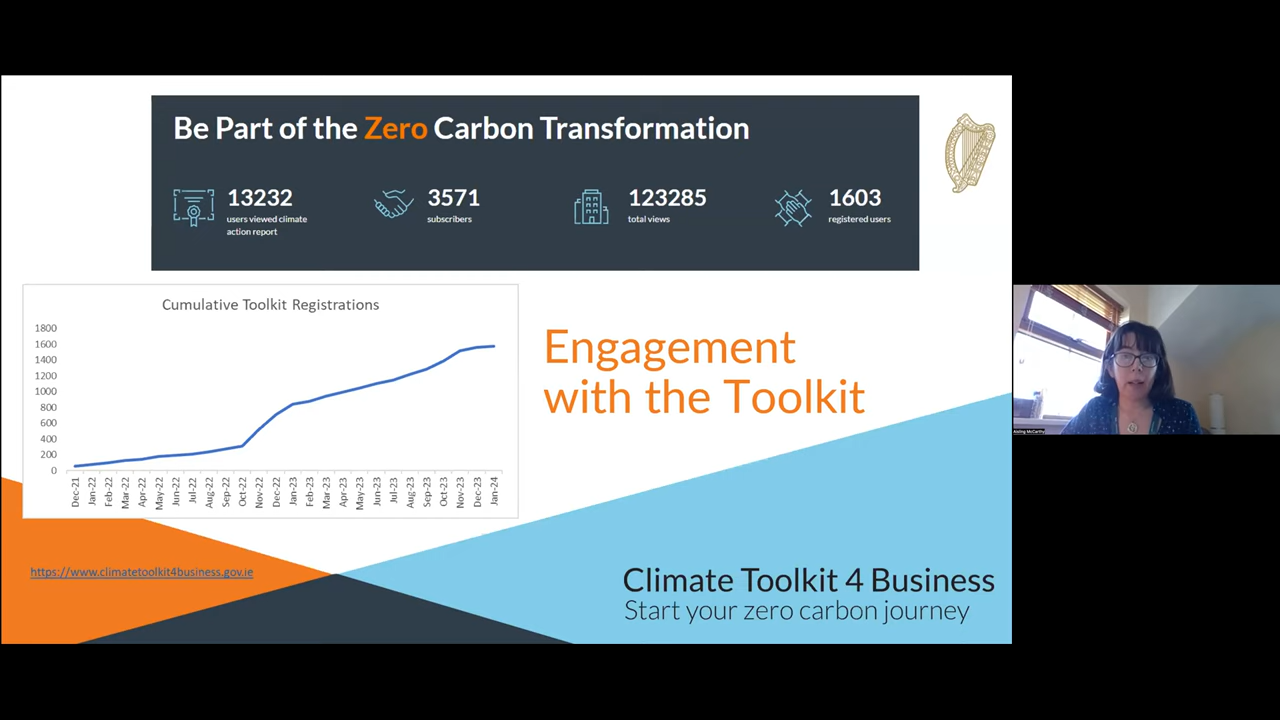 Be Part of the Zero Carbon Transformation
13232
users viewed climate
action report
3571
subscribers
123285
total views
1603
registered users
Cumulative Toolkit Registrations
1800
1600
1400
1200
1000
800
600
400
200
0
Dec-21
Jan-22
Feb-22
Mar-22
Apr-22
May-22
Jun-22
Jul-22
Aug-22
Sep-22
Oct-22
Nov-22
Dec-22
Jan-23
Feb-23
Mar-23
Apr-23
May-23
Jun-23
Jul-23
Aug-23
Sep-23
Oct-23
Nov-23
Dec-23
Jan-24
Engagement
with the Toolkit
Aisling McCarthy
https://www.climatetoolkit4business.gov.ie
Climate Toolkit 4 Business
Start your zero carbon journey